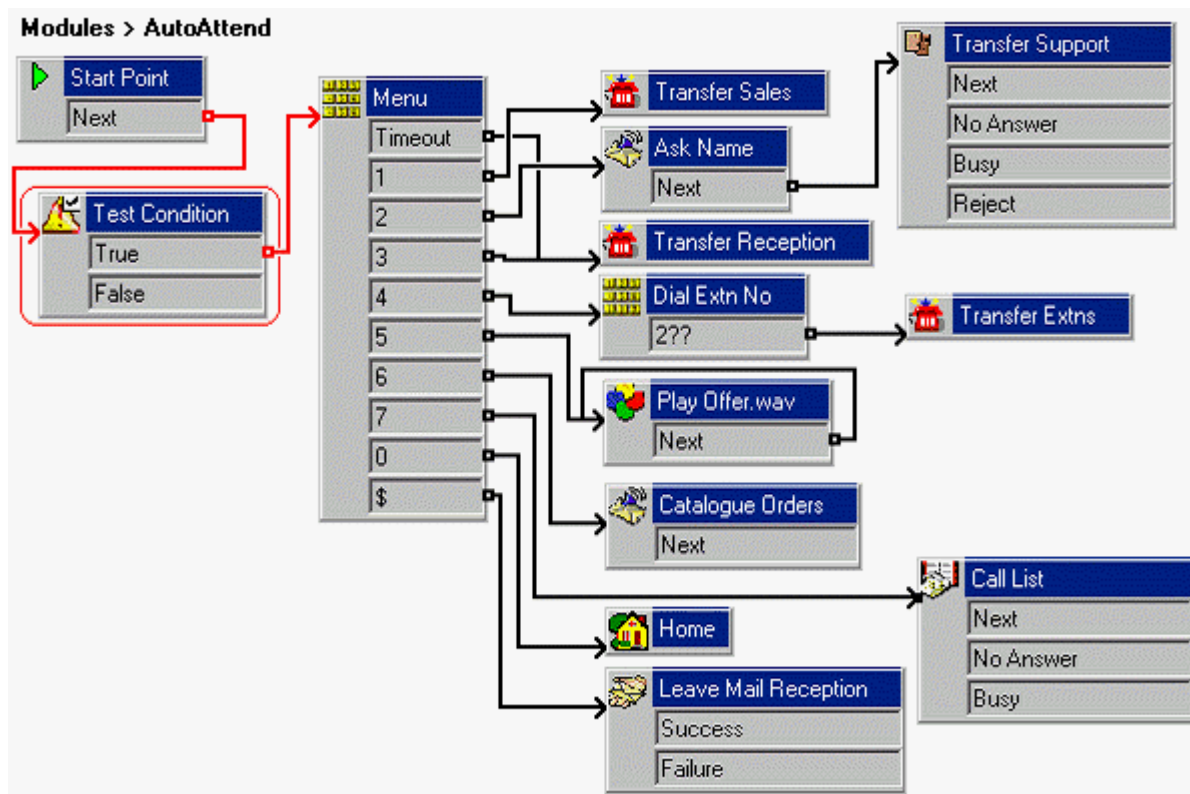 Modules > AutoAttend
Start Point
Next
Test Condition
True
False
Menu
Timeout
1
2
3
4
5
6
7
0
$
Transfer Sales
Ask Name
Next
Transfer Reception
Dial Extn No
2??
Play Offer.wav
Next
Catalogue Orders
Next
Home
Leave Mail Reception
Success
Failure
Transfer Support
Next
No Answer
Busy
Reject
Transfer Extns
Call List
Next
No Answer
Busy